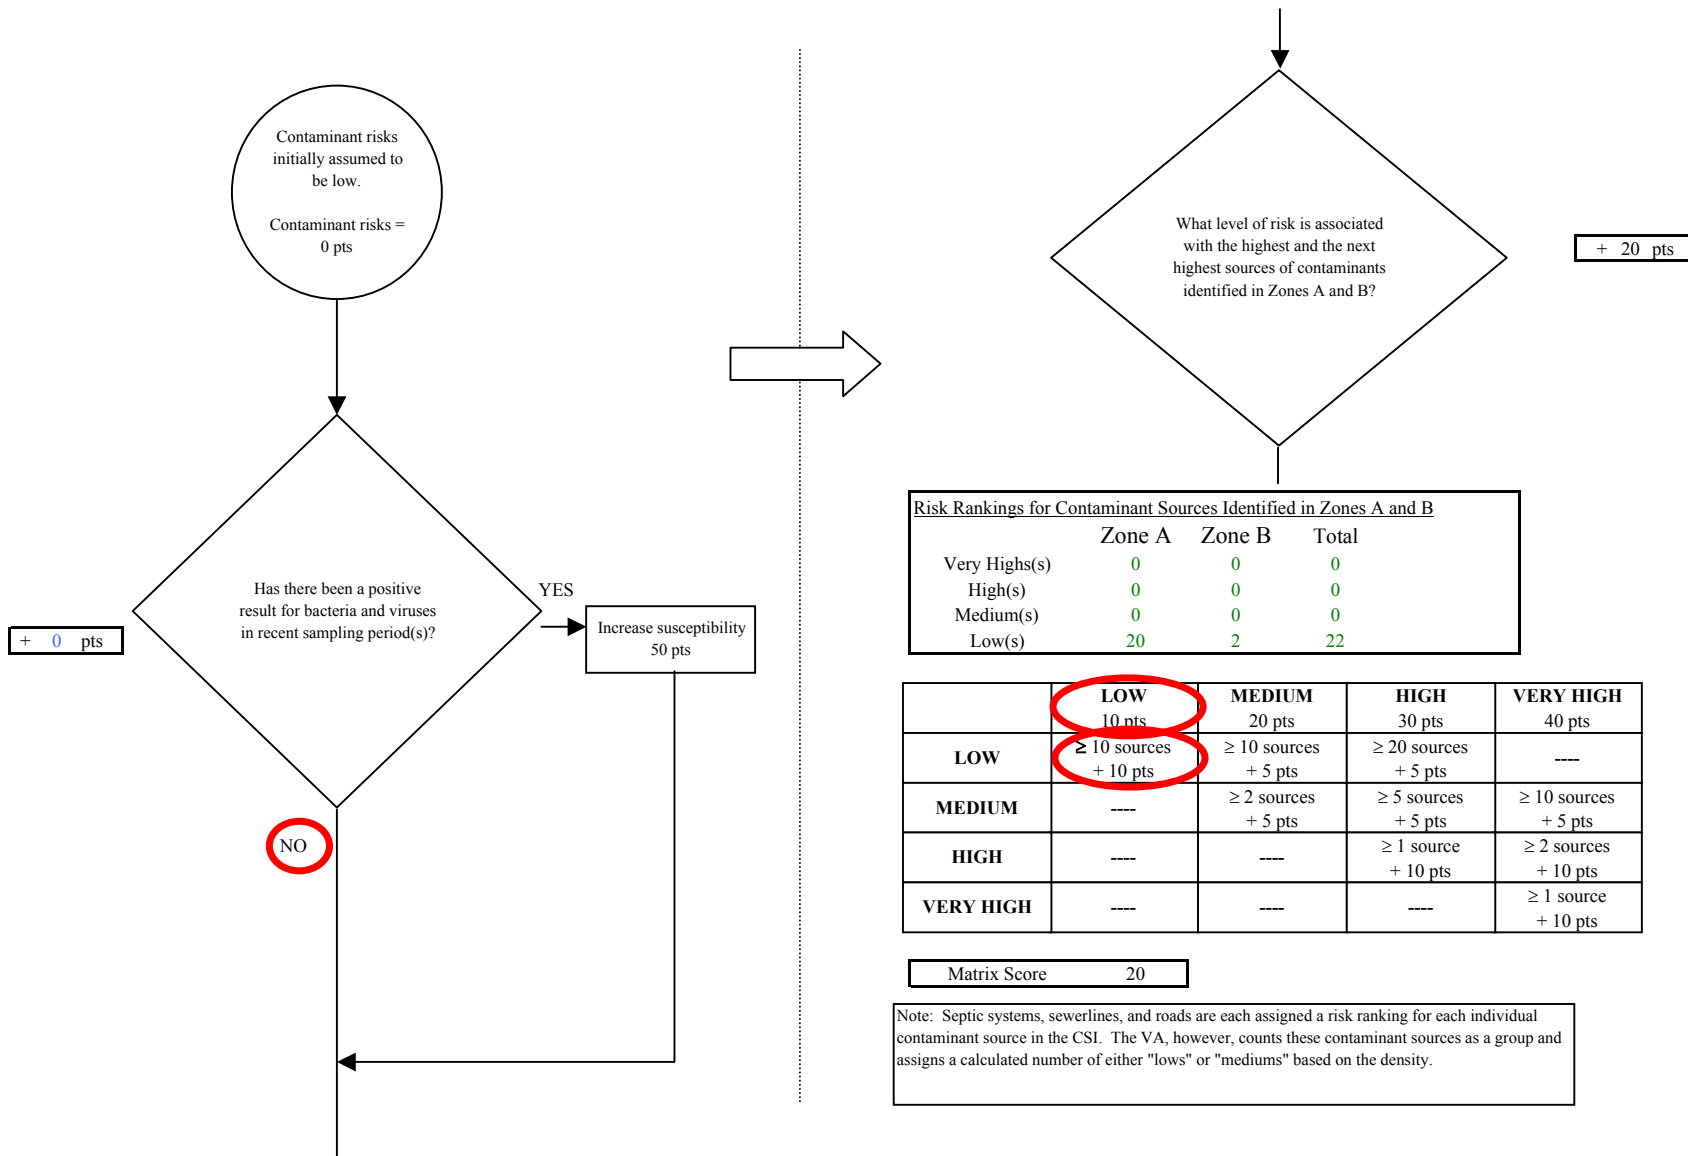 Contaminant risks
initially assumed to
be low.
Contaminant risks =
0 pts
Has there been a positive
result for bacteria and viruses
in recent sampling period(s)?
+ 0 pts
YES
Increase susceptibility
50 pts
NO
What level of risk is associated
with the highest and the next
highest sources of contaminants
identified in Zones A and B?
+ 20 pts
Risk Rankings for Contaminant Sources Identified in Zones A and B
Zone A Zone B Total
Very Highs(s) 0 0 0
High(s) 0 0 0
Medium(s) 0 0 0
Low(s) 20 2 22
LOW MEDIUM HIGH VERY HIGH
10 pts 20 pts 30 pts 40 pts
LOW ≥ 10 sources ≥ 10 sources ≥ 20 sources ----
+ 10 pts + 5 pts + 5 pts
MEDIUM ---- ≥ 2 sources ≥ 5 sources ≥ 10 sources
+ 5 pts + 5 pts + 5 pts
HIGH ---- ---- ≥ 1 source ≥ 2 sources
+ 10 pts + 10 pts
VERY HIGH ---- ---- ---- ≥ 1 source
+ 10 pts
Matrix Score 20
Note: Septic systems, sewerlines, and roads are each assigned a risk ranking for each individual
contaminant source in the CSI. The VA, however, counts these contaminant sources as a group and
assigns a calculated number of either "lows" or "mediums" based on the density.